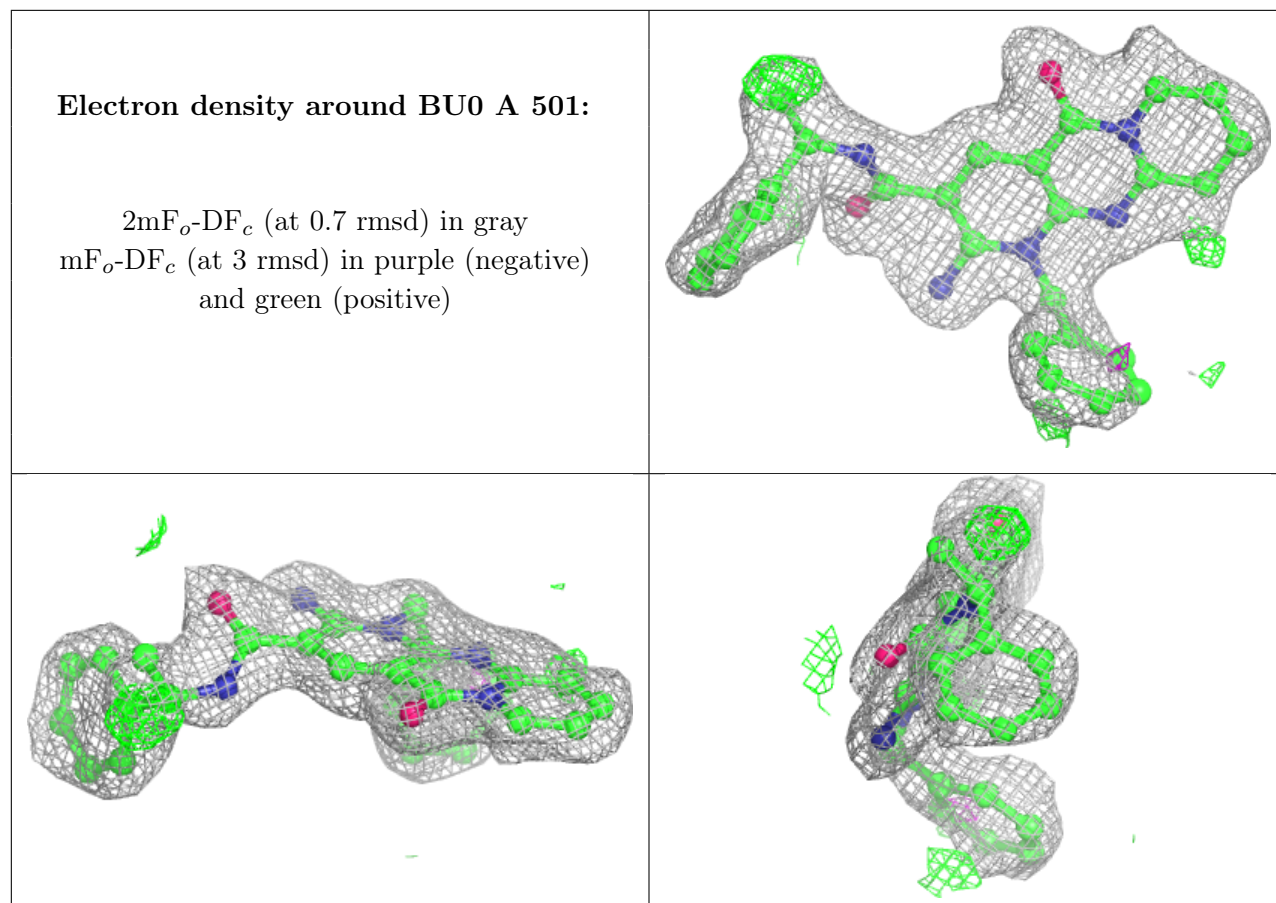 Electron density around BU0 A 501:
2mFo-DFc (at 0.7 rmsd) in gray
mFo-DFc (at 3 rmsd) in purple (negative)
and green (positive)